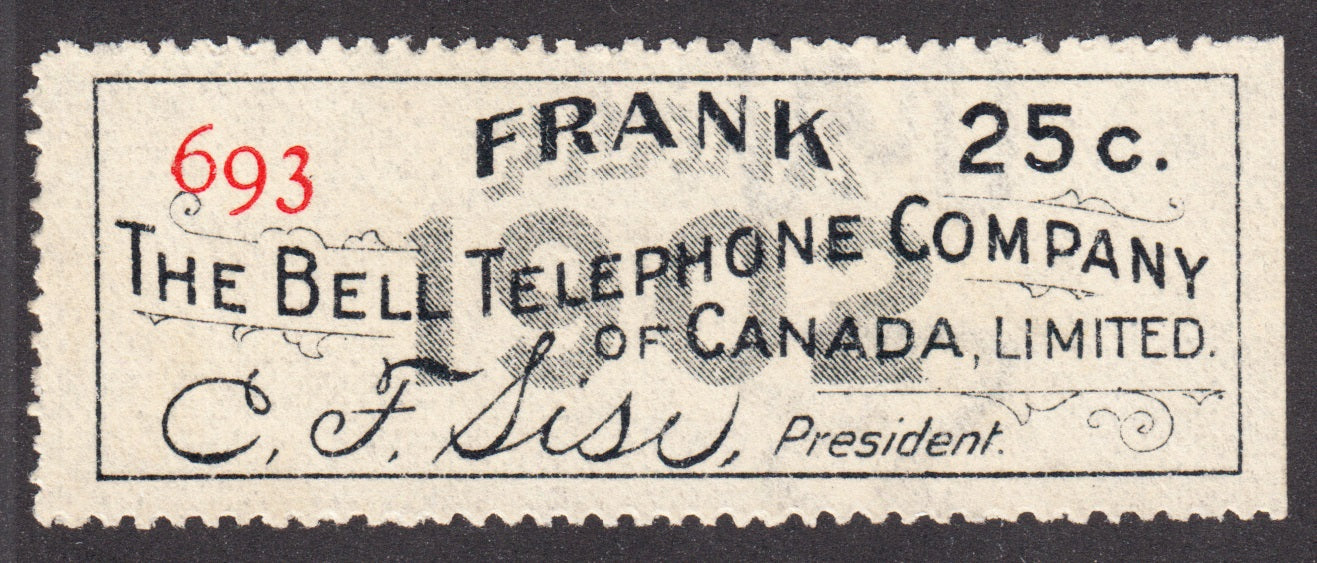 FRANK 25c.
693
1902
THE BELL TELEPHONE COMPANY
OF CANADA, LIMITED.
C. F. Sise, President.